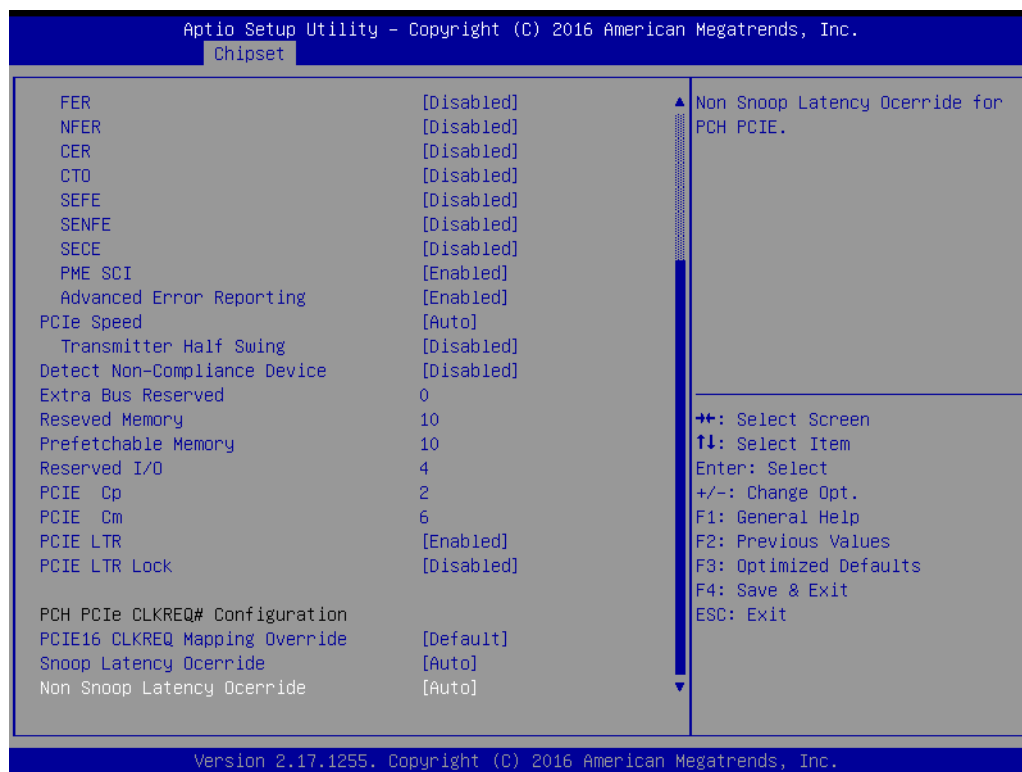 Aptio Setup Utility – Copyright (C) 2016 American Megatrends, Inc.
Chipset
FER [Disabled]
NFER [Disabled]
CER [Disabled]
CTO [Disabled]
SEFE [Disabled]
SENFE [Disabled]
SECE [Disabled]
PME SCI [Enabled]
Advanced Error Reporting [Enabled]
PCIe Speed [Auto]
Transmitter Half Swing [Disabled]
Detect Non-Compliance Device [Disabled]
Extra Bus Reserved 0
Reseved Memory 10
Prefetchable Memory 10
Reserved I/O 4
PCIE Cp 2
PCIE Cm 6
PCIE LTR [Enabled]
PCIE LTR Lock [Disabled]
PCH PCIe CLKREQ# Configuration
PCIE16 CLKREQ Mapping Override [Default]
Snoop Latency Ocerride [Auto]
Non Snoop Latency Ocerride [Auto]
Non Snoop Latency Ocerride for
PCH PCIE.
→←: Select Screen
↑↓: Select Item
Enter: Select
+/-: Change Opt.
F1: General Help
F2: Previous Values
F3: Optimized Defaults
F4: Save & Exit
ESC: Exit
Version 2.17.1255. Copyright (C) 2016 American Megatrends, Inc.